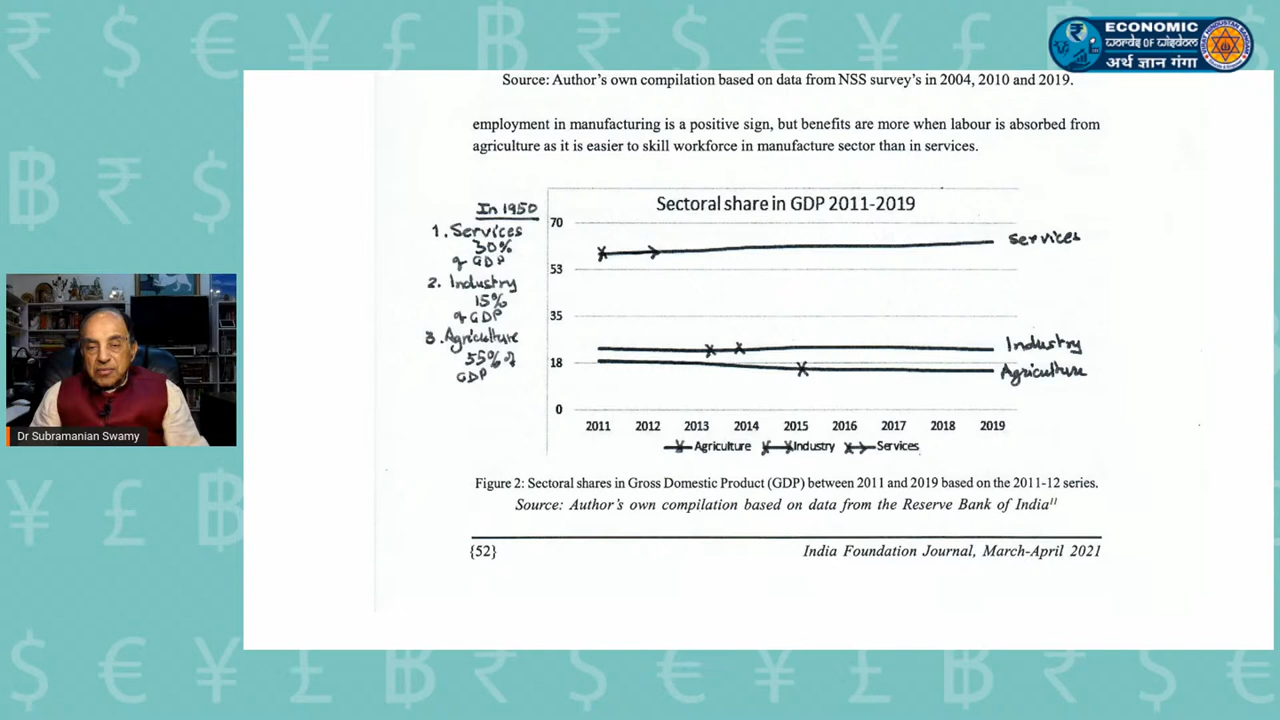 ECONOMIC
WORDS OF WISDOM
अर्थ ज्ञान गंगा
Source: Author's own compilation based on data from NSS survey's in 2004, 2010 and 2019.
employment in manufacturing is a positive sign, but benefits are more when labour is absorbed from
agriculture as it is easier to skill workforce in manufacture sector than in services.
Sectoral share in GDP 2011-2019
In 1950
1. Services
30%
of GDP
2. Industry
15%
of GDP
3. Agriculture
55% of
GDP
70
53
35
18
0
Services
Industry
Agriculture
2011 2012 2013 2014 2015 2016 2017 2018 2019
Agriculture Industry Services
Figure 2: Sectoral shares in Gross Domestic Product (GDP) between 2011 and 2019 based on the 2011-12 series.
Source: Author's own compilation based on data from the Reserve Bank of India¹¹
{52} India Foundation Journal, March-April 2021
Dr Subramanian Swamy